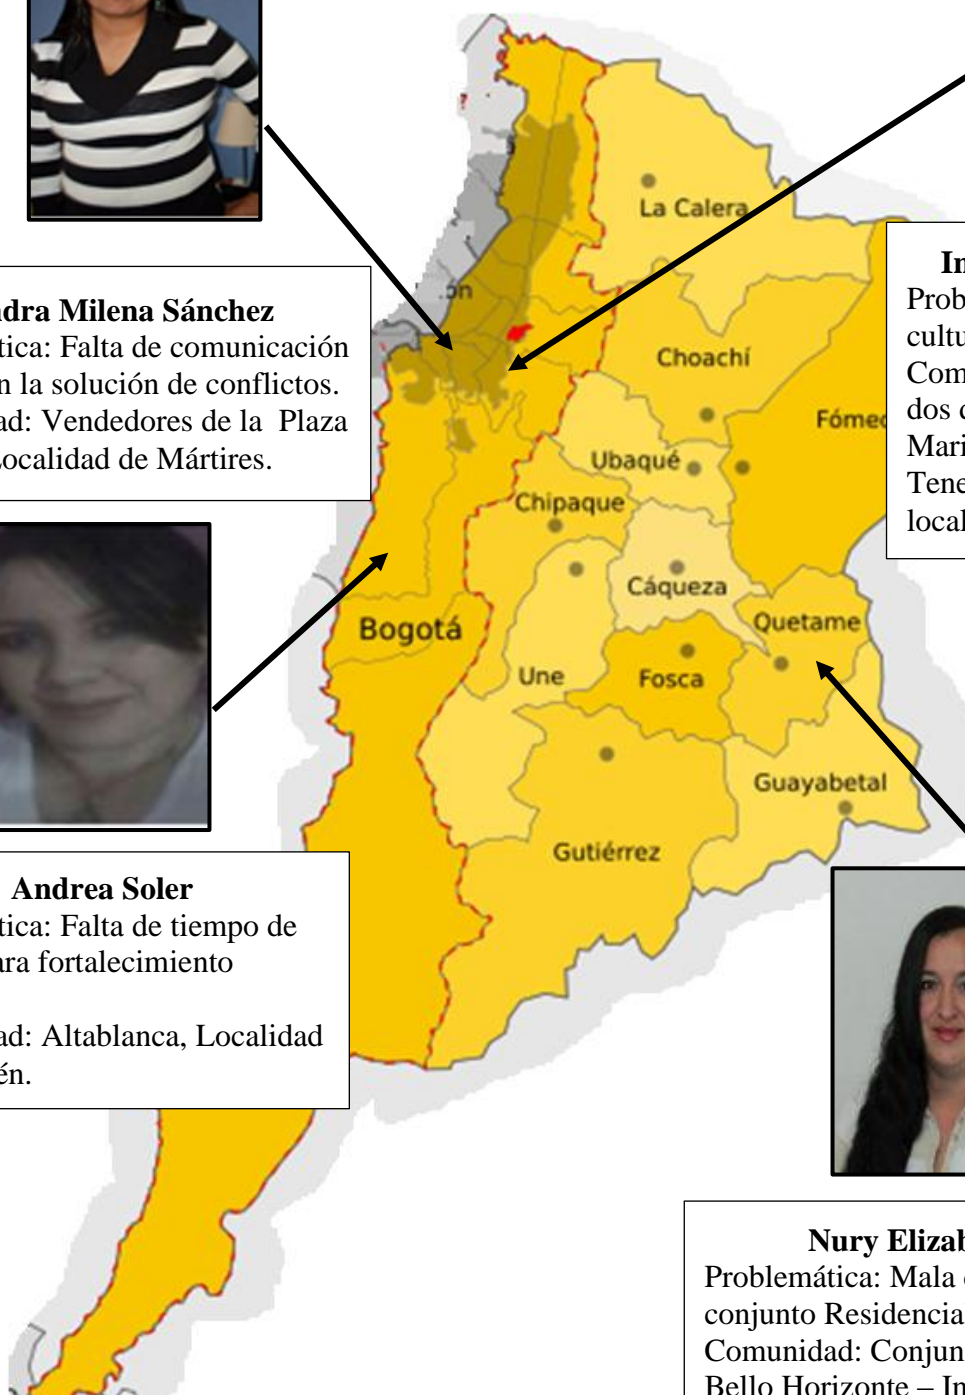 La Calera
Choachí
Ubaqué
Chipaque
Cáqueza
Quetame
Bogotá
Une
Fosca
Guayabetal
Gutiérrez
dra Milena Sánchez
tica: Falta de comunicación
n la solución de conflictos.
ad: Vendedores de la Plaza
ocalidad de Mártires.
Andrea Soler
tica: Falta de tiempo de
ara fortalecimiento
ad: Altablanca, Localidad
én.
In
Prob
cultu
Com
dos
Mari
Tene
local
Fómeq
Nury Elizab
Problemática: Mala
conjunto Residencia
Comunidad: Conjun
Bello Horizonte – In